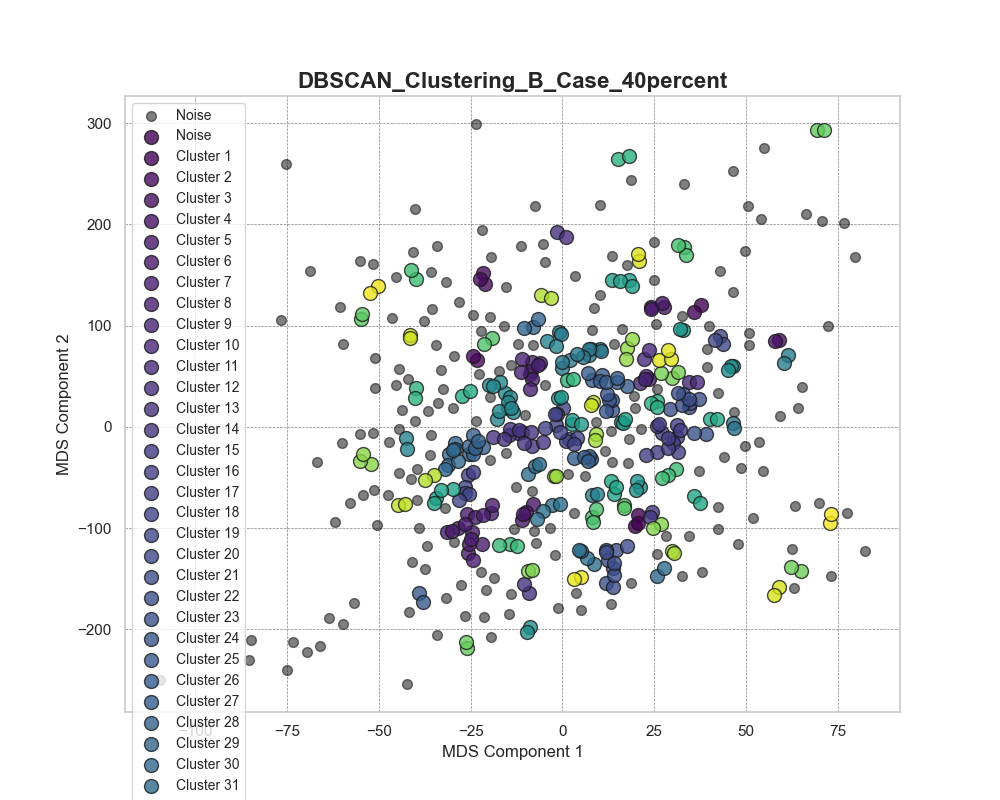 DBSCAN_Clustering_B_Case_40percent
300
200
100
0
−100
−200
MDS Component 2
−100
−75
−50
−25
0
25
50
75
MDS Component 1
Noise
Noise
Cluster 1
Cluster 2
Cluster 3
Cluster 4
Cluster 5
Cluster 6
Cluster 7
Cluster 8
Cluster 9
Cluster 10
Cluster 11
Cluster 12
Cluster 13
Cluster 14
Cluster 15
Cluster 16
Cluster 17
Cluster 18
Cluster 19
Cluster 20
Cluster 21
Cluster 22
Cluster 23
Cluster 24
Cluster 25
Cluster 26
Cluster 27
Cluster 28
Cluster 29
Cluster 30
Cluster 31